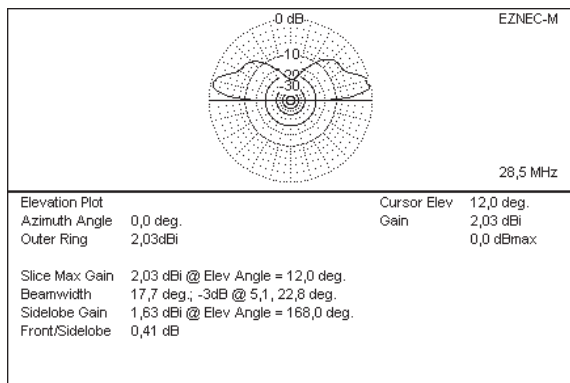 0 dB
EZNEC-M
-10
-20
-30
28,5 MHz
Elevation Plot
Cursor Elev 12,0 deg.
Azimuth Angle 0,0 deg.
Gain 2,03 dBi
Outer Ring 2,03dBi
0,0 dBmax
Slice Max Gain 2,03 dBi @ Elev Angle = 12,0 deg.
Beamwidth 17,7 deg.; -3dB @ 5,1, 22,8 deg.
Sidelobe Gain 1,63 dBi @ Elev Angle = 168,0 deg.
Front/Sidelobe 0,41 dB